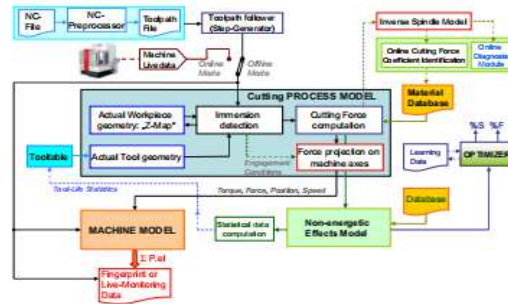 NC-File
NC-Preprocessor
Toolpath File
Toolpath follower
(Step-Generator)
Machine
Live data
Online
Mode
Offline
Mode
Inverse Spindle Model
Online Cutting Force
Coefficient Identification
Online
Diagnosis
Module
Cutting PROCESS MODEL
Material
Database
Actual Workpiece
geometry: „Z-Map“
Immersion
detection
Cutting Force
computation
%S
%F
Tooltable
Actual Tool geometry
Engagement
Conditions
Force projection on
machine axes
Learning
Data
OPTIMIZER
Tool-Life Statistics
Torque, Force, Position, Speed
Database
MACHINE MODEL
Statistical data
computation
Non-energetic
Effects Model
Σ P.el
Fingerprint or
Live-Monitoring
Data